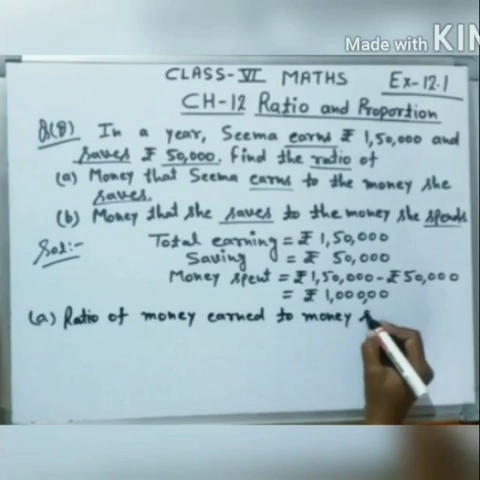 Made with KIN
CLASS-VI MATHS Ex-12.1
CH-12 Ratio and Proportion
Q(8) In a year, Seema earns ₹ 1,50,000 and
saves ₹ 50,000. Find the ratio of
(a) Money that Seema earns to the money she
saves.
(b) Money that she saves to the money she spends
Sol:- Total earning = ₹ 1,50,000
Saving = ₹ 50,000
Money spent = ₹1,50,000 - ₹50,000
= ₹ 1,000,00
(a) Ratio of money earned to money